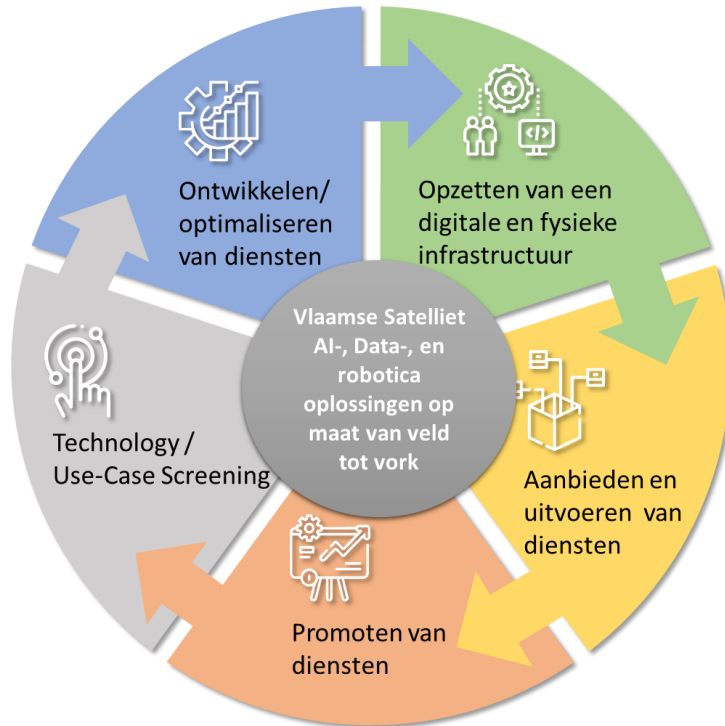 Ontwikkelen/
optimaliseren
van diensten
Opzetten van een
digitale en fysieke
infrastructuur
Aanbieden en
uitvoeren van
diensten
Promoten van
diensten
Technology /
Use-Case Screening
Vlaamse Satelliet
AI-, Data-, en
robotica
oplossingen op
maat van veld
tot vork